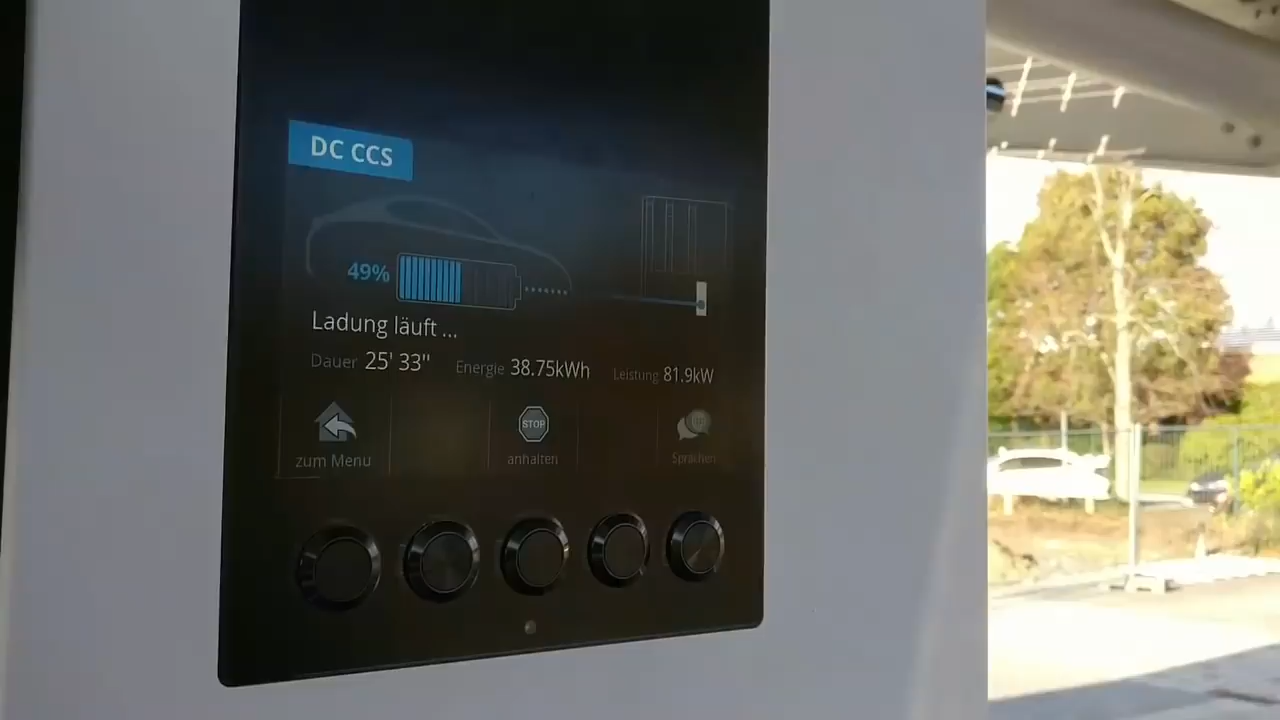 DC CCS
49%
Ladung läuft ...
Dauer 25' 33" Energie 38.75kWh Leistung 81.9kW
STOP
zum Menu anhalten Sprachen